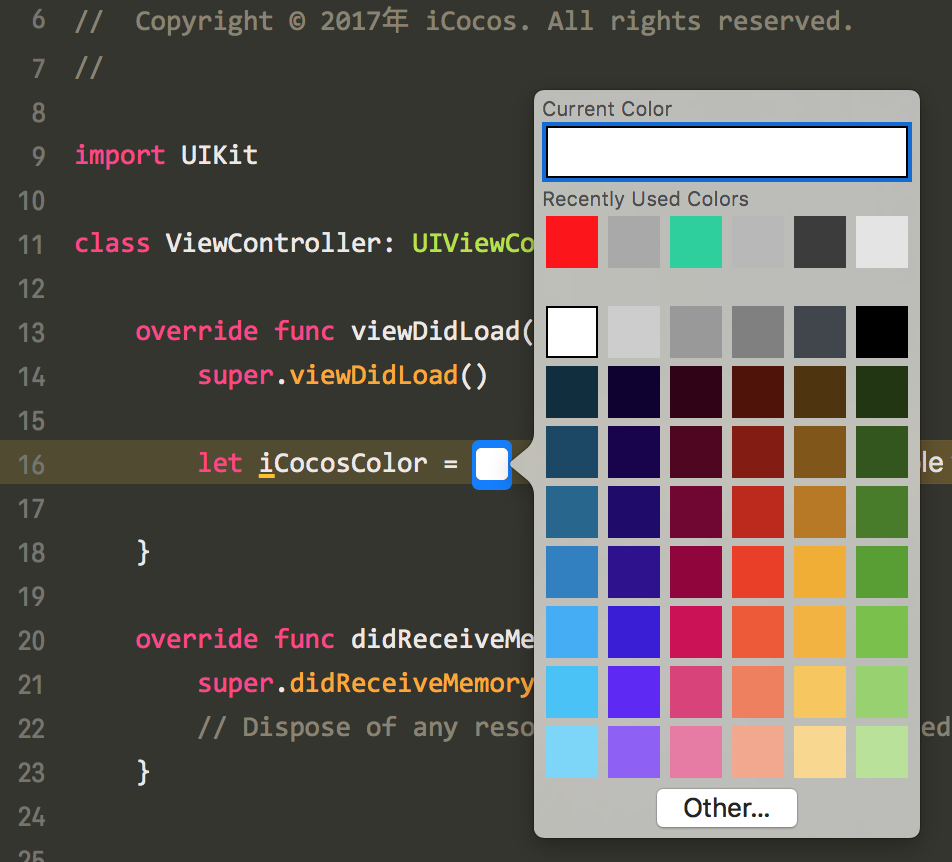 6 //  Copyright © 2017年 iCocos. All rights reserved.
7 //
8
9 import UIKit
10
11 class ViewController: UIViewCo
12
13 override func viewDidLoad(
14 super.viewDidLoad()
15
16 let iCocosColor =
17
18 }
19
20 override func didReceiveMe
21 super.didReceiveMemory
22 // Dispose of any reso ed
23 }
24
25
Current Color
Recently Used Colors
Other...